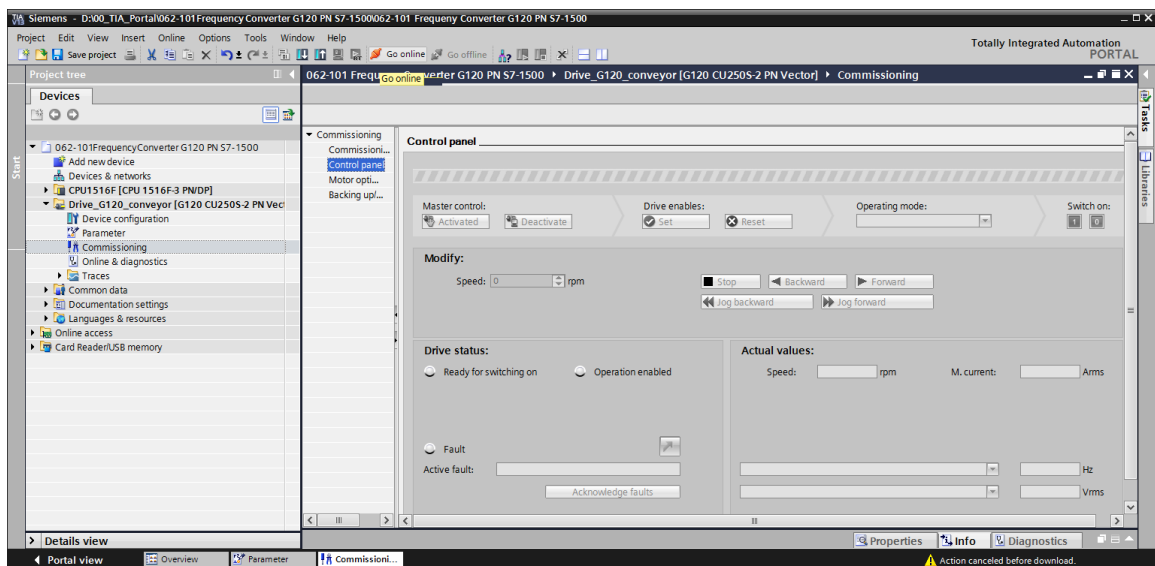 Siemens - D:\00_TIA_Portal\062-101FrequencyConverter G120 PN S7-1500\062-101 Frequeny Converter G120 PN S7-1500
Project Edit View Insert Online Options Tools Window Help
Totally Integrated Automation
PORTAL
Save project Go online Go offline
Project tree
Go online
062-101 Frequ verter G120 PN S7-1500 Drive_G120_conveyor [G120 CU250S-2 PN Vector] Commissioning
Devices
Start
062-101FrequencyConverter G120 PN S7-1500
Add new device
Devices & networks
CPU1516F [CPU 1516F-3 PN/DP]
Drive_G120_conveyor [G120 CU250S-2 PN Vect
Device configuration
Parameter
Commissioning
Online & diagnostics
Traces
Common data
Documentation settings
Languages & resources
Online access
Card Reader/USB memory
Commissioning
Commissioni...
Control panel
Motor opti...
Backing up/...
Control panel
Master control: Drive enables: Operating mode: Switch on:
Activated Deactivate Set Reset 1 0
Modify:
Speed: 0 rpm
Stop Backward Forward
Jog backward Jog forward
Drive status:
Ready for switching on Operation enabled
Fault
Active fault:
Acknowledge faults
Actual values:
Speed: rpm M. current: Arms
Hz
Vrms
Tasks
Libraries
Details view
Properties Info Diagnostics
Portal view Overview Parameter Commissioni...
Action canceled before download.